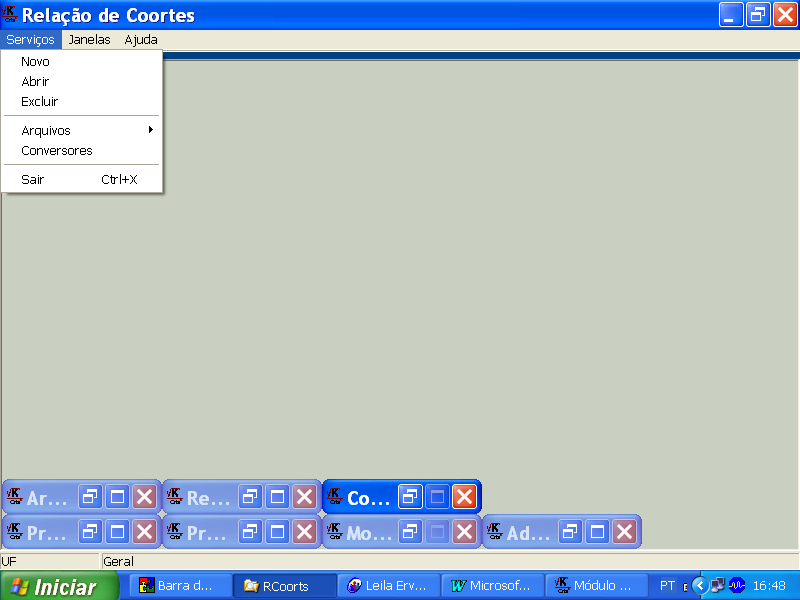 Relação de Coortes
Serviços Janelas Ajuda
Novo
Abrir
Excluir
Arquivos
Conversores
Sair Ctrl+X
Ar... Re... Co...
Pr... Pr... Mo... Ad...
UF Geral
Iniciar Barra d... RCoorts Leila Erv... Microsof... Módulo ... PT 16:48